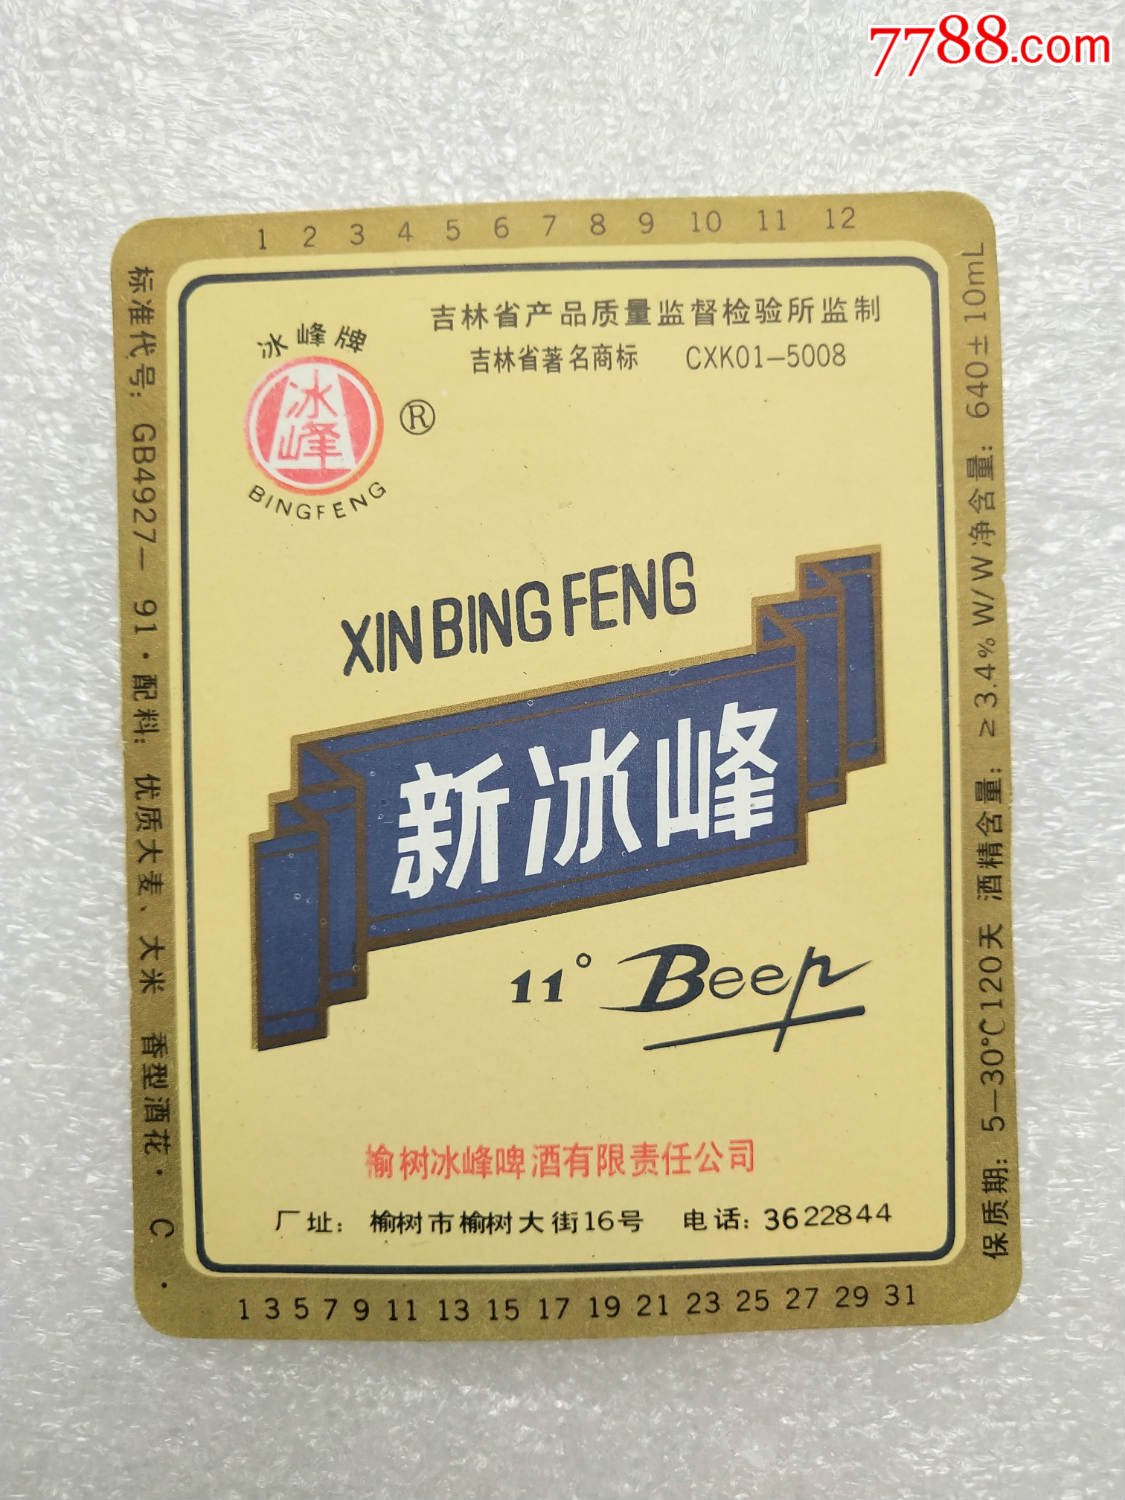 7788.com
1 2 3 4 5 6 7 8 9 10 11 12
吉林省产品质量监督检验所监制
吉林省著名商标 CXK01—5008
冰峰牌
冰峰
®
BINGFENG
XIN BING FENG
新冰峰
11° Beer
榆树冰峰啤酒有限责任公司
厂址: 榆树市榆树大街16号 电话: 3622844
1 3 5 7 9 11 13 15 17 19 21 23 25 27 29 31
标准代号: GB4927—91·配料: 优质大麦、大米 香型酒花· C ·
保质期: 5—30℃120天 酒精含量: ≥3.4% W/W 净含量: 640±10mL